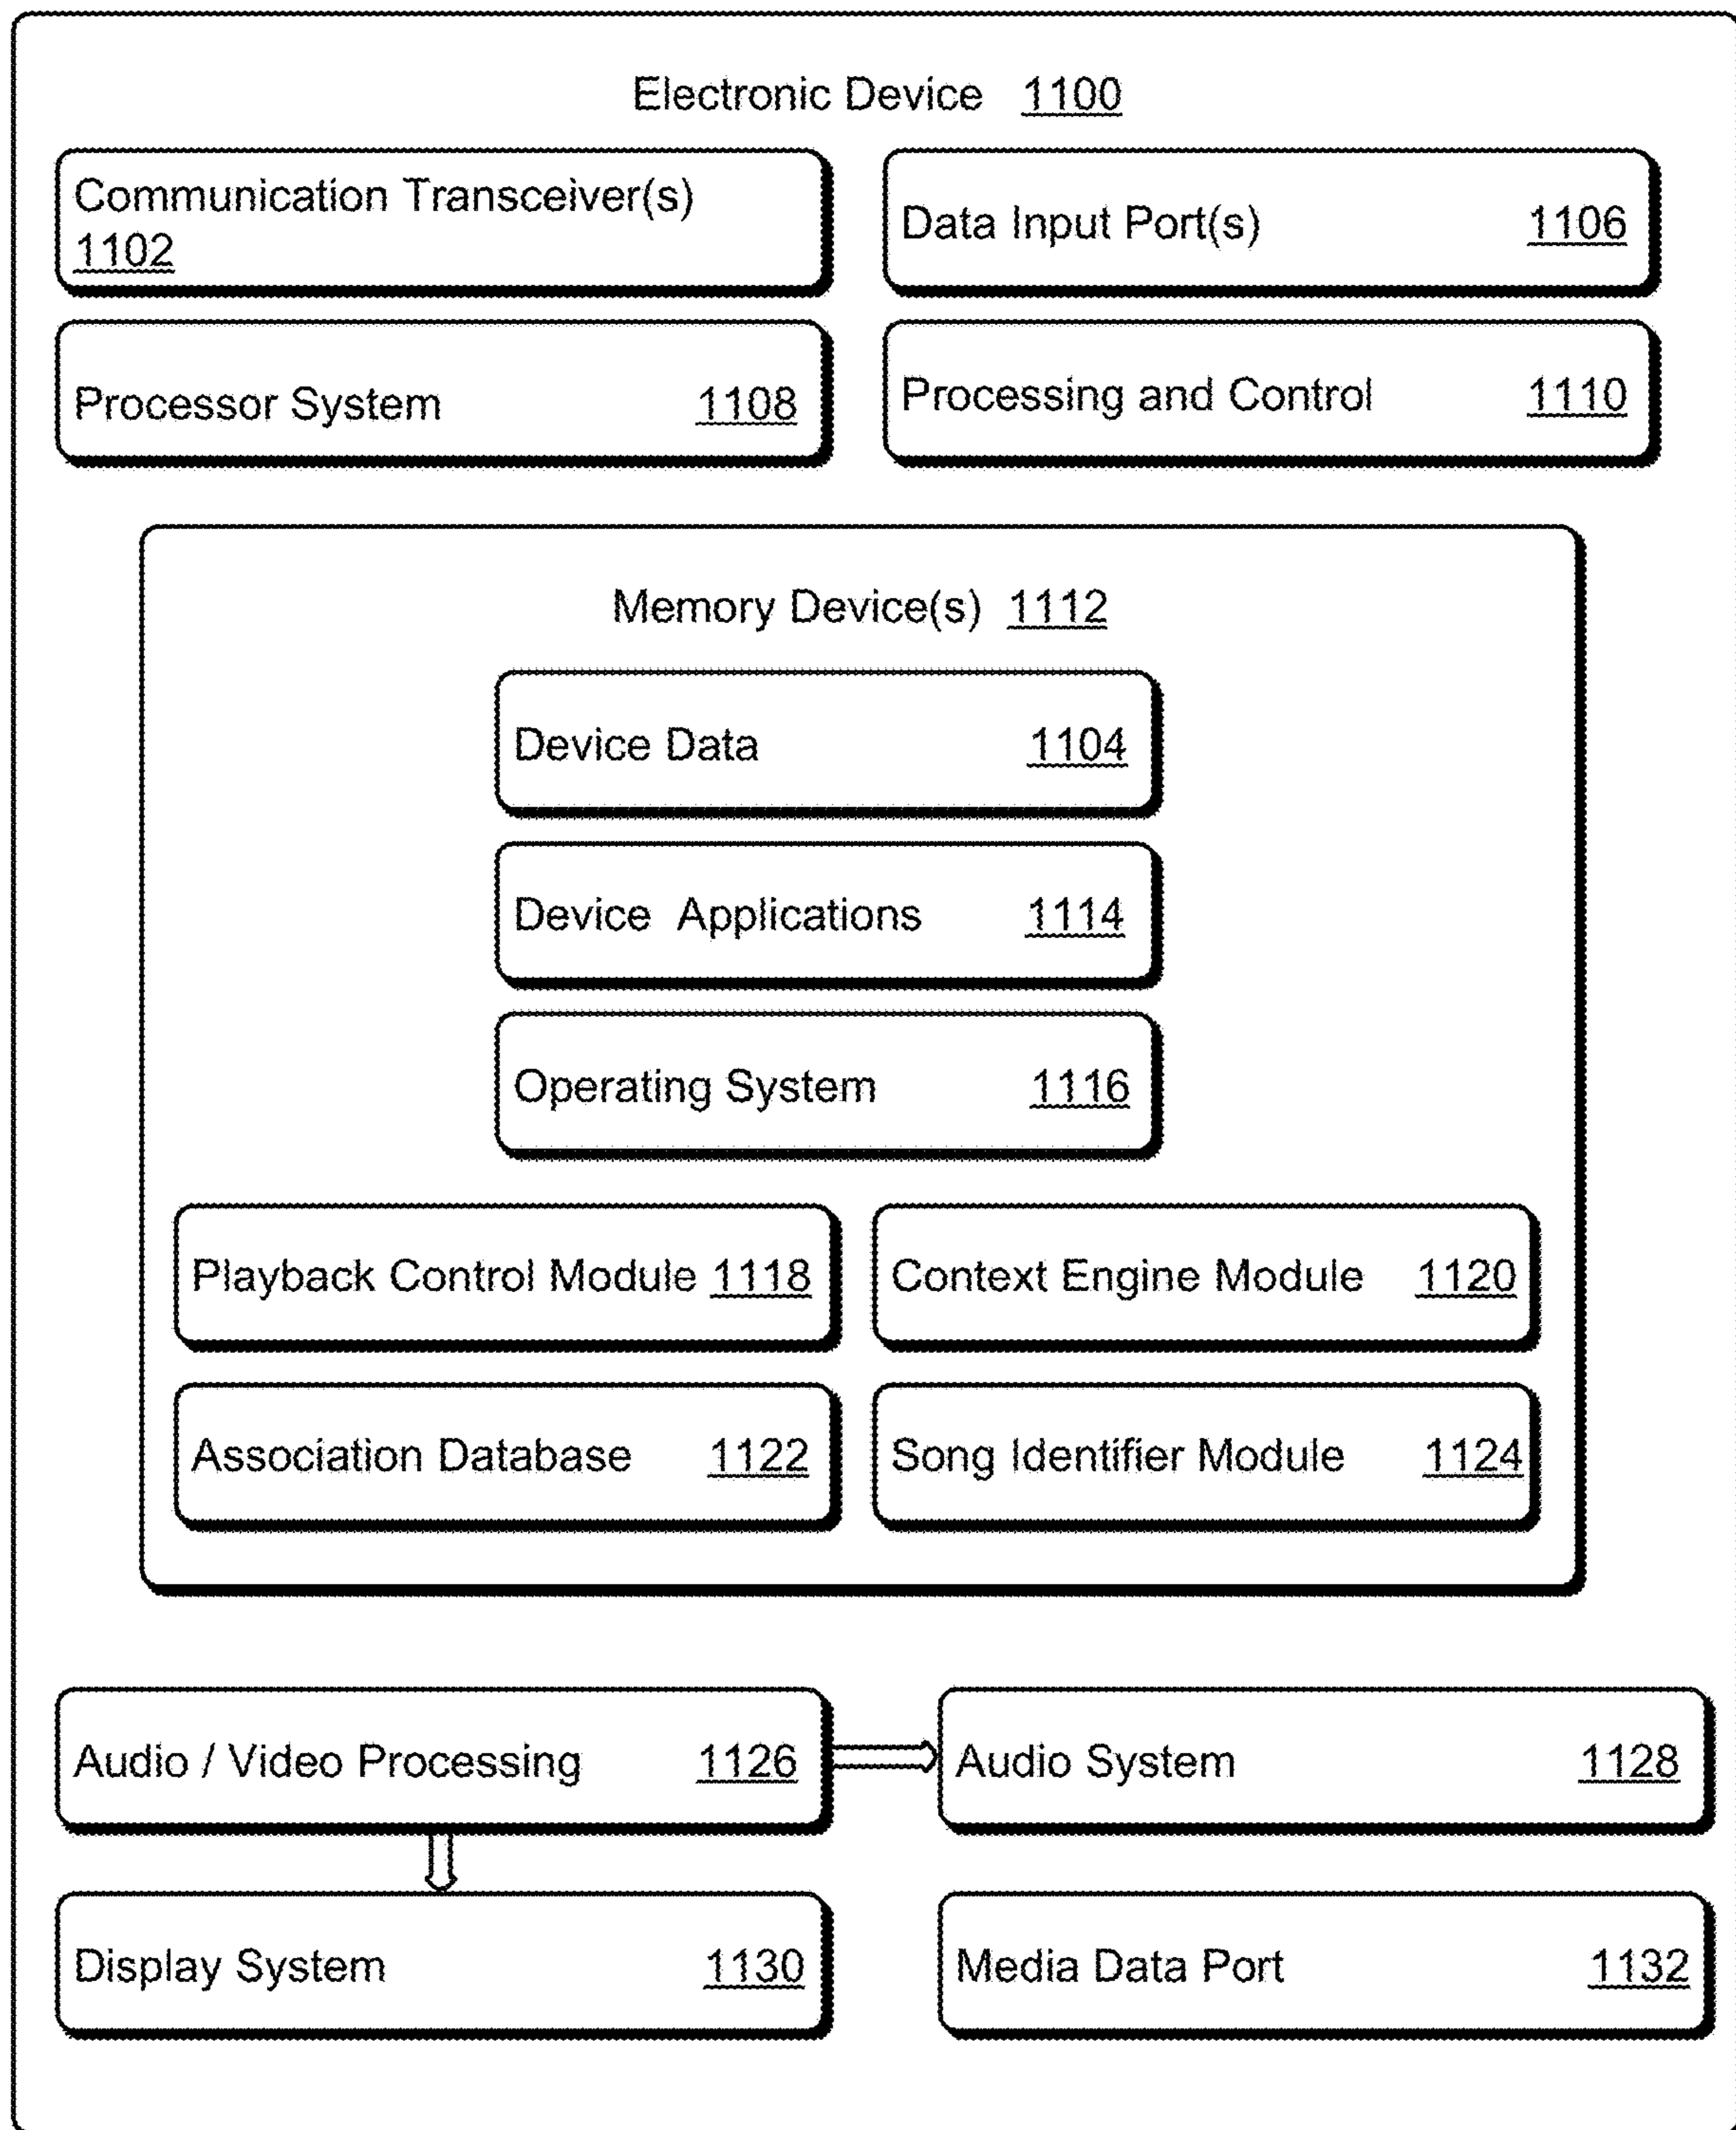 Electronic Device 1100
Communication Transceiver(s)
1102
Data Input Port(s) 1106
Processor System 1108
Processing and Control 1110
Memory Device(s) 1112
Device Data 1104
Device Applications 1114
Operating System 1116
Playback Control Module 1118
Context Engine Module 1120
Association Database 1122
Song Identifier Module 1124
Audio / Video Processing 1126
Audio System 1128
Display System 1130
Media Data Port 1132